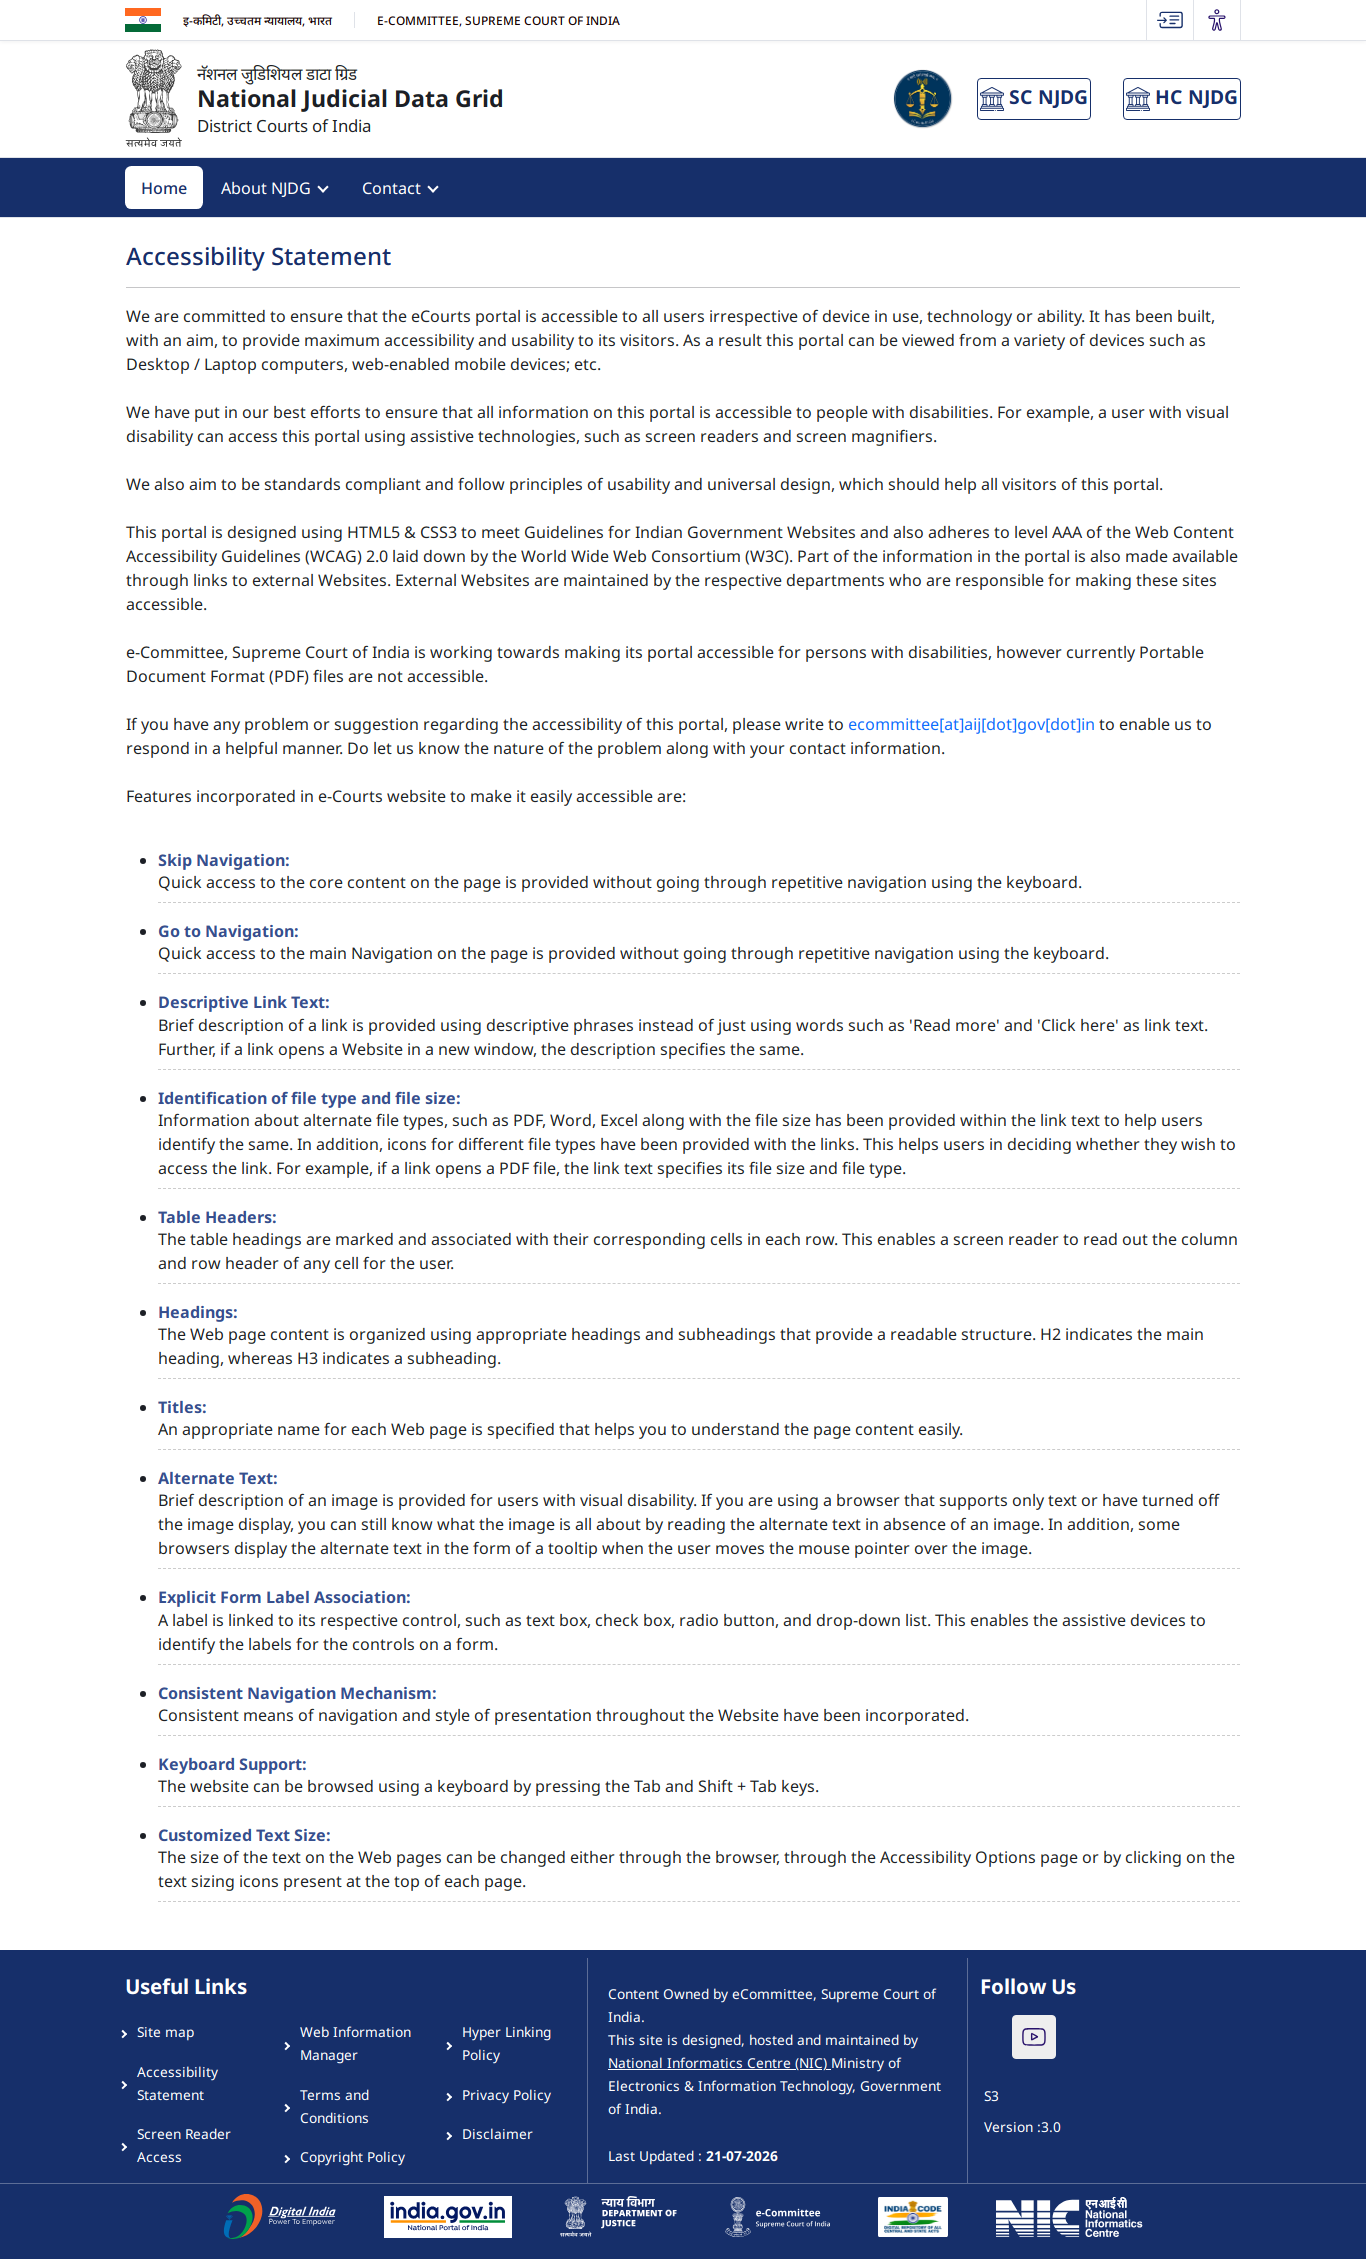 इ-कमिटी, उच्चतम न्यायालय, भारत
E-COMMITTEE, SUPREME COURT OF INDIA
सत्यमेव जयते
नॅशनल जुडिशियल डाटा ग्रिड
National Judicial Data Grid
District Courts of India
SC NJDG
HC NJDG
Home
About NJDG
Contact
Accessibility Statement
We are committed to ensure that the eCourts portal is accessible to all users irrespective of device in use, technology or ability. It has been built,
with an aim, to provide maximum accessibility and usability to its visitors. As a result this portal can be viewed from a variety of devices such as
Desktop / Laptop computers, web-enabled mobile devices; etc.
We have put in our best efforts to ensure that all information on this portal is accessible to people with disabilities. For example, a user with visual
disability can access this portal using assistive technologies, such as screen readers and screen magnifiers.
We also aim to be standards compliant and follow principles of usability and universal design, which should help all visitors of this portal.
This portal is designed using HTML5 & CSS3 to meet Guidelines for Indian Government Websites and also adheres to level AAA of the Web Content
Accessibility Guidelines (WCAG) 2.0 laid down by the World Wide Web Consortium (W3C). Part of the information in the portal is also made available
through links to external Websites. External Websites are maintained by the respective departments who are responsible for making these sites
accessible.
e-Committee, Supreme Court of India is working towards making its portal accessible for persons with disabilities, however currently Portable
Document Format (PDF) files are not accessible.
If you have any problem or suggestion regarding the accessibility of this portal, please write to ecommittee[at]aij[dot]gov[dot]in to enable us to
respond in a helpful manner. Do let us know the nature of the problem along with your contact information.
Features incorporated in e-Courts website to make it easily accessible are:
Skip Navigation:
Quick access to the core content on the page is provided without going through repetitive navigation using the keyboard.
Go to Navigation:
Quick access to the main Navigation on the page is provided without going through repetitive navigation using the keyboard.
Descriptive Link Text:
Brief description of a link is provided using descriptive phrases instead of just using words such as 'Read more' and 'Click here' as link text.
Further, if a link opens a Website in a new window, the description specifies the same.
Identification of file type and file size:
Information about alternate file types, such as PDF, Word, Excel along with the file size has been provided within the link text to help users
identify the same. In addition, icons for different file types have been provided with the links. This helps users in deciding whether they wish to
access the link. For example, if a link opens a PDF file, the link text specifies its file size and file type.
Table Headers:
The table headings are marked and associated with their corresponding cells in each row. This enables a screen reader to read out the column
and row header of any cell for the user.
Headings:
The Web page content is organized using appropriate headings and subheadings that provide a readable structure. H2 indicates the main
heading, whereas H3 indicates a subheading.
Titles:
An appropriate name for each Web page is specified that helps you to understand the page content easily.
Alternate Text:
Brief description of an image is provided for users with visual disability. If you are using a browser that supports only text or have turned off
the image display, you can still know what the image is all about by reading the alternate text in absence of an image. In addition, some
browsers display the alternate text in the form of a tooltip when the user moves the mouse pointer over the image.
Explicit Form Label Association:
A label is linked to its respective control, such as text box, check box, radio button, and drop-down list. This enables the assistive devices to
identify the labels for the controls on a form.
Consistent Navigation Mechanism:
Consistent means of navigation and style of presentation throughout the Website have been incorporated.
Keyboard Support:
The website can be browsed using a keyboard by pressing the Tab and Shift + Tab keys.
Customized Text Size:
The size of the text on the Web pages can be changed either through the browser, through the Accessibility Options page or by clicking on the
text sizing icons present at the top of each page.
Useful Links
Site map
Accessibility
Statement
Screen Reader
Access
Web Information
Manager
Terms and
Conditions
Copyright Policy
Hyper Linking
Policy
Privacy Policy
Disclaimer
Content Owned by eCommittee, Supreme Court of
India.
This site is designed, hosted and maintained by
National Informatics Centre (NIC) Ministry of
Electronics & Information Technology, Government
of India.
Last Updated : 21-07-2026
Follow Us
S3
Version :3.0
Digital India
Power To Empower
india.gov.in
National Portal of India
सत्यमेव जयते
न्याय विभाग
DEPARTMENT OF
JUSTICE
e-Committee
Supreme Court of India
INDIA CODE
DIGITAL REPOSITORY OF ALL
CENTRAL AND STATE ACTS
NIC
एनआईसी
National
Informatics
Centre